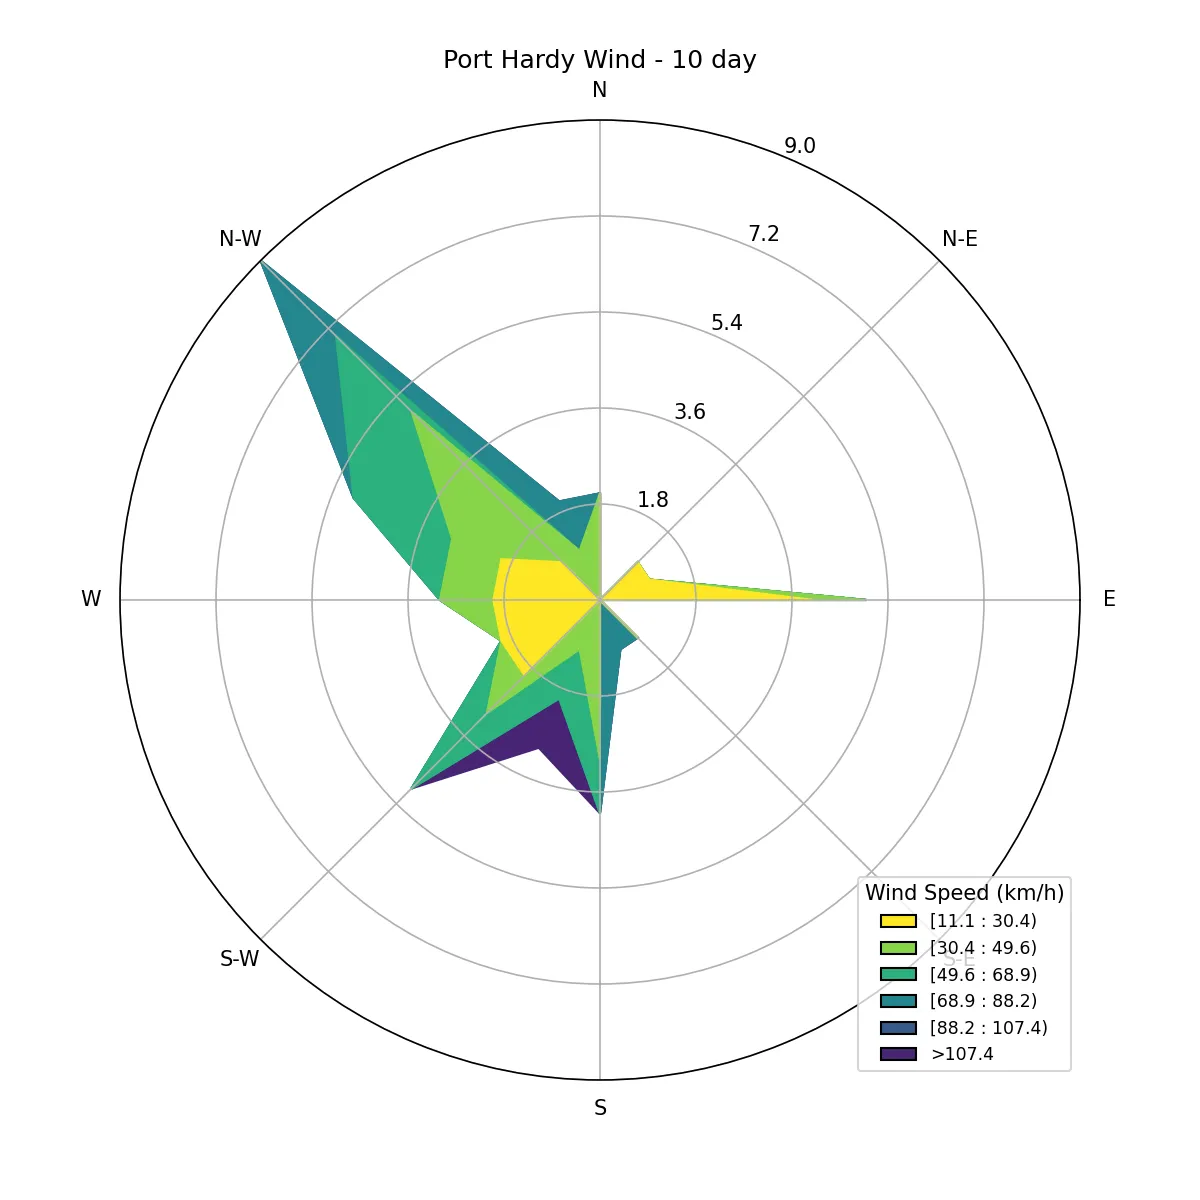 Port Hardy Wind - 10 day
N
9.0
N-W
N-E
7.2
5.4
3.6
1.8
W
E
Wind Speed (km/h)
[11.1 : 30.4)
[30.4 : 49.6)
S-W
S-E
[49.6 : 68.9)
[68.9 : 88.2)
[88.2 : 107.4)
>107.4
S